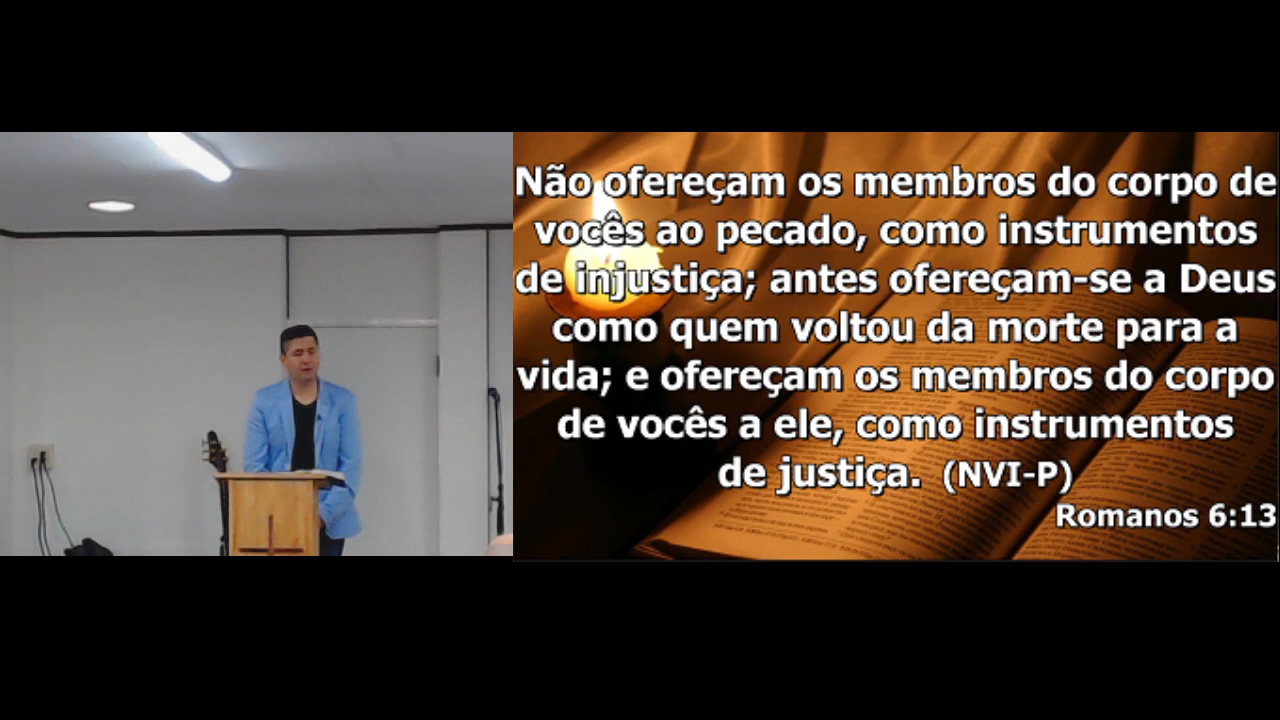 Não ofereçam os membros do corpo de
vocês ao pecado, como instrumentos
de injustiça; antes ofereçam-se a Deus
como quem voltou da morte para a
vida; e ofereçam os membros do corpo
de vocês a ele, como instrumentos
de justiça. (NVI-P)
Romanos 6:13